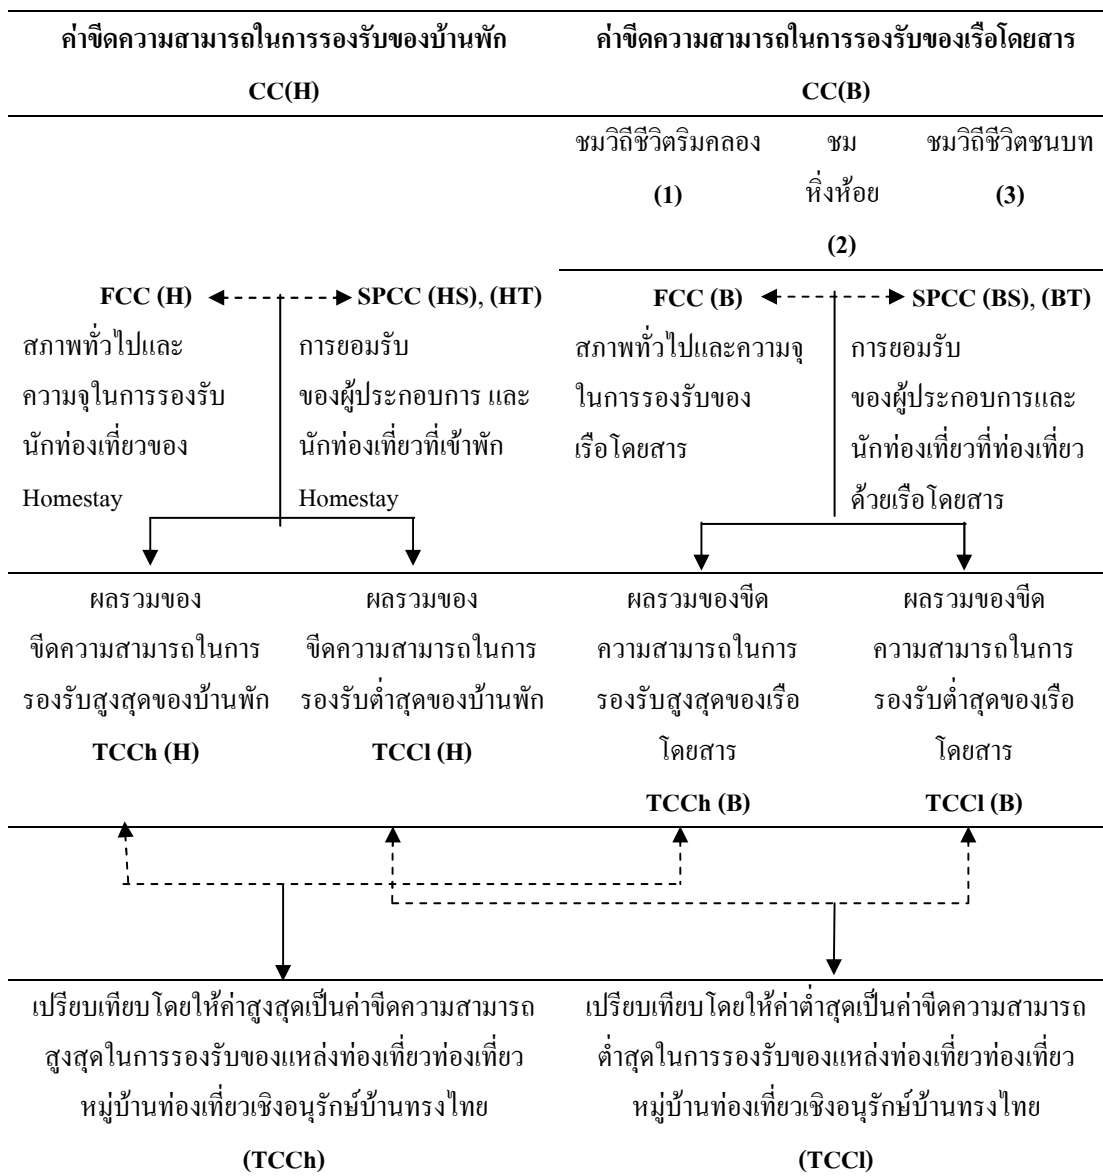 ค่าขีดความสามารถในการรองรับของบ้านพัก
CC(H)
ค่าขีดความสามารถในการรองรับของเรือโดยสาร
CC(B)
ชมวิถีชีวิตริมคลอง
(1)
ชม
หิ่งห้อย
(2)
ชมวิถีชีวิตชนบท
(3)
FCC (H)
สภาพทั่วไปและ
ความจุในการรองรับ
นักท่องเที่ยวของ
Homestay
SPCC (HS), (HT)
การยอมรับ
ของผู้ประกอบการ และ
นักท่องเที่ยวที่เข้าพัก
Homestay
FCC (B)
สภาพทั่วไปและความจุ
ในการรองรับของ
เรือโดยสาร
SPCC (BS), (BT)
การยอมรับ
ของผู้ประกอบการและ
นักท่องเที่ยวที่ท่องเที่ยว
ด้วยเรือโดยสาร
ผลรวมของ
ขีดความสามารถในการ
รองรับสูงสุดของบ้านพัก
TCCh (H)
ผลรวมของ
ขีดความสามารถในการ
รองรับต่ำสุดของบ้านพัก
TCCl (H)
ผลรวมของขีด
ความสามารถในการ
รองรับสูงสุดของเรือ
โดยสาร
TCCh (B)
ผลรวมของขีด
ความสามารถในการ
รองรับต่ำสุดของเรือ
โดยสาร
TCCl (B)
เปรียบเทียบโดยให้ค่าสูงสุดเป็นค่าขีดความสามารถ
สูงสุดในการรองรับของแหล่งท่องเที่ยวท่องเที่ยว
หมู่บ้านท่องเที่ยวเชิงอนุรักษ์บ้านทรงไทย
(TCCh)
เปรียบเทียบโดยให้ค่าต่ำสุดเป็นค่าขีดความสามารถ
ต่ำสุดในการรองรับของแหล่งท่องเที่ยวท่องเที่ยว
หมู่บ้านท่องเที่ยวเชิงอนุรักษ์บ้านทรงไทย
(TCCl)